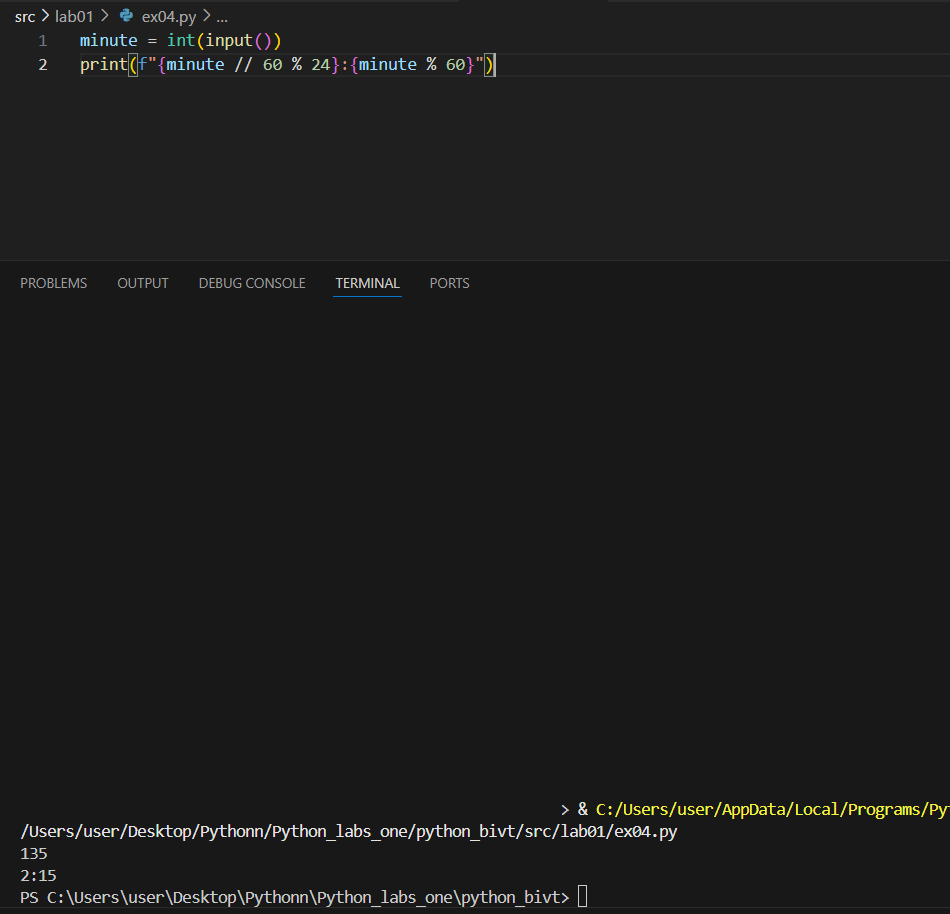 src > lab01 > ex04.py > ...
1 minute = int(input())
2 print(f"{minute // 60 % 24}:{minute % 60}")
PROBLEMS OUTPUT DEBUG CONSOLE TERMINAL PORTS
> & C:/Users/user/AppData/Local/Programs/Py
/Users/user/Desktop/Pythonn/Python_labs_one/python_bivt/src/lab01/ex04.py
135
2:15
PS C:\Users\user\Desktop\Pythonn\Python_labs_one\python_bivt>